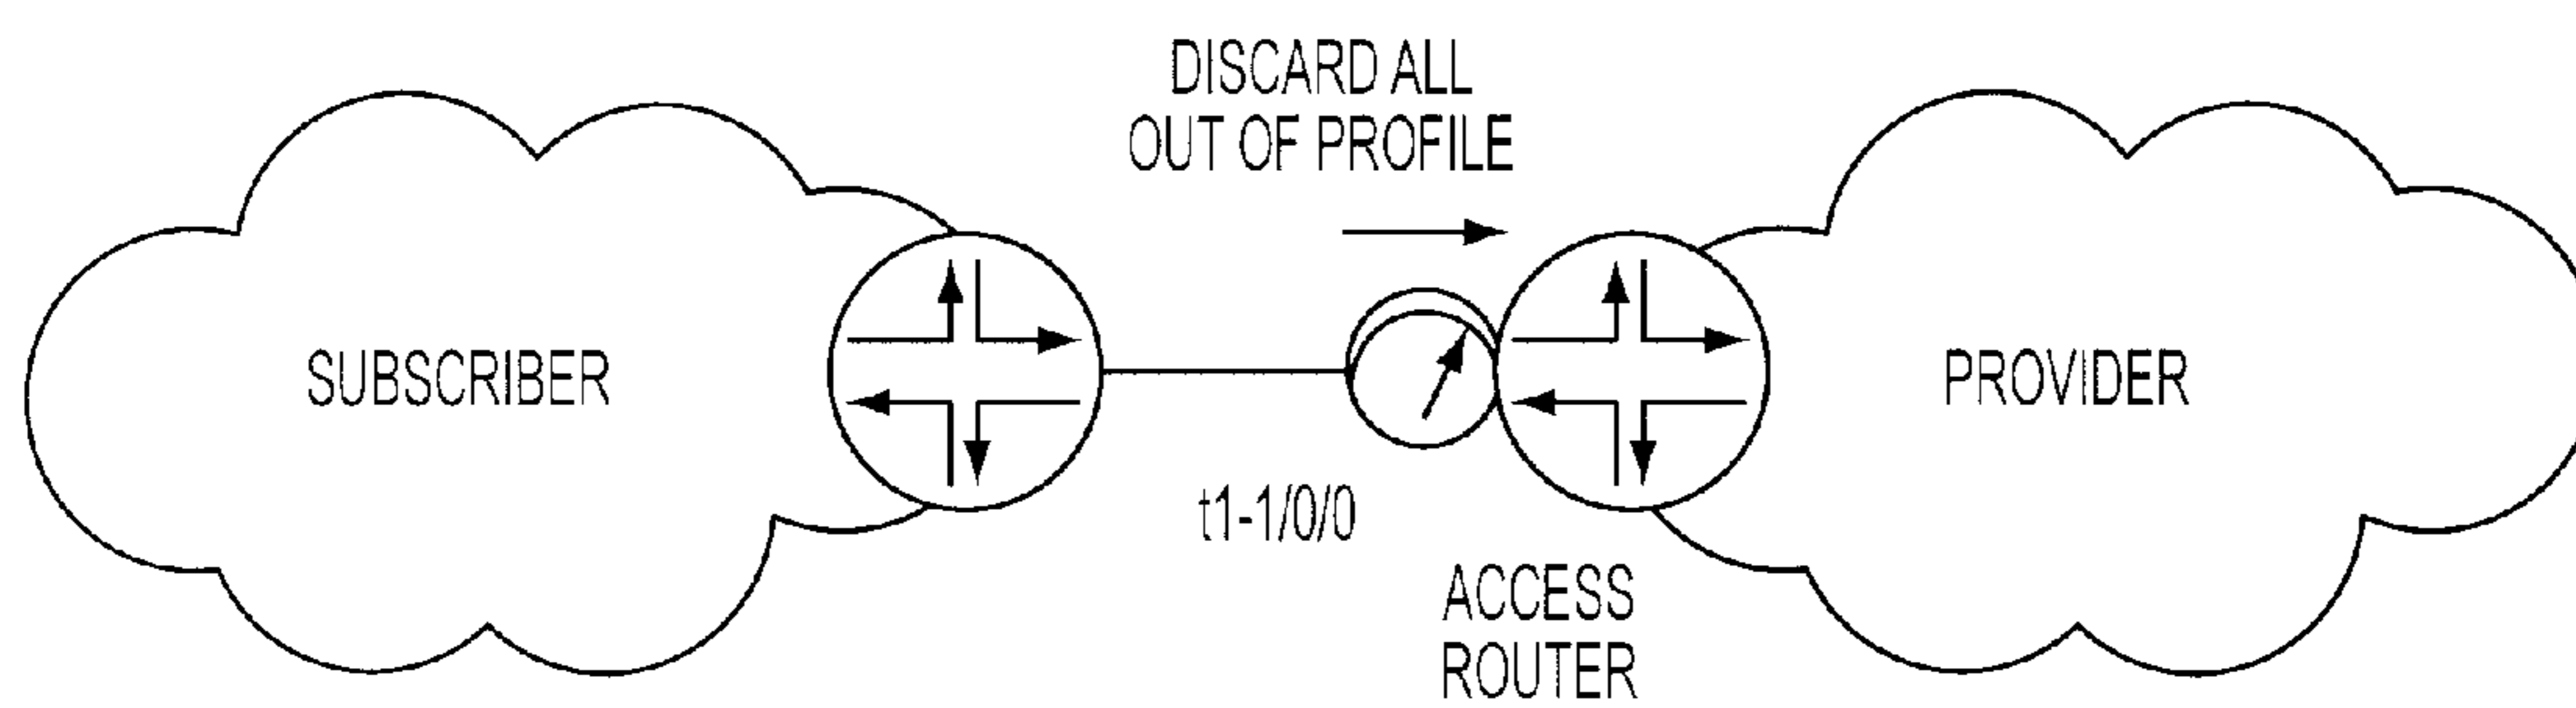 DISCARD ALL
OUT OF PROFILE
SUBSCRIBER
PROVIDER
t1-1/0/0
ACCESS
ROUTER